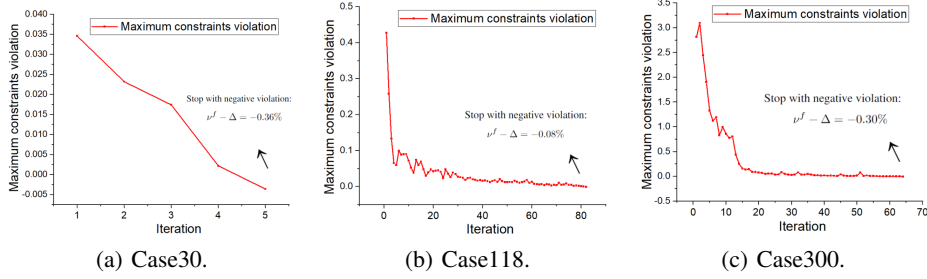 Maximum constraints violation
Maximum constraints violation
0.040
0.035
0.030
0.025
0.020
0.015
0.010
0.005
0.000
-0.005
Stop with negative violation:
ν^f − Δ = −0.36%
1 2 3 4 5
Iteration
(a) Case30.
Maximum constraints violation
Maximum constraints violation
0.5
0.4
0.3
0.2
0.1
0.0
Stop with negative violation:
ν^f − Δ = −0.08%
0 20 40 60 80
Iteration
(b) Case118.
Maximum constraints violation
Maximum constraints violation
3.5
3.0
2.5
2.0
1.5
1.0
0.5
0.0
-0.5
Stop with negative violation:
ν^f − Δ = −0.30%
0 10 20 30 40 50 60 70
Iteration
(c) Case300.